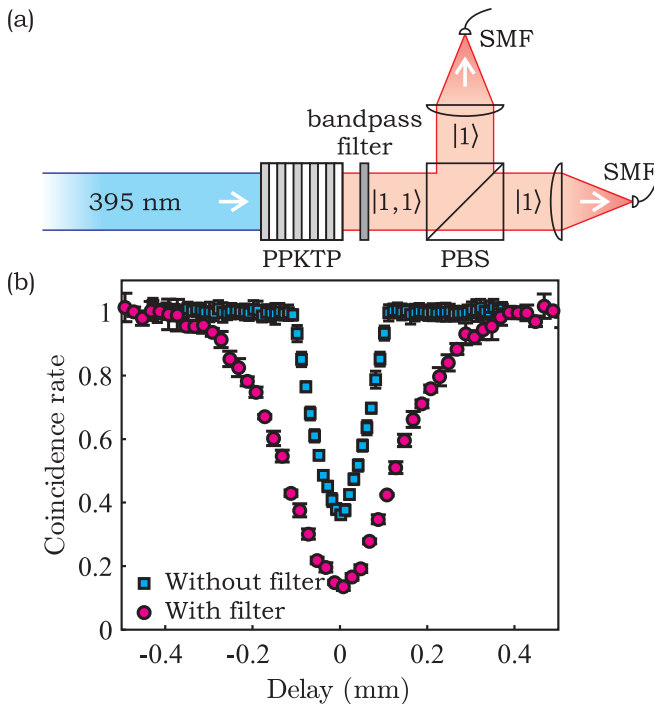 (a)
SMF
bandpass
filter
|1⟩
395 nm
|1,1⟩
|1⟩
SMF
PPKTP
PBS
(b)
1
0.8
0.6
0.4
0.2
0
Coincidence rate
Without filter
With filter
-0.4
-0.2
0
0.2
0.4
Delay (mm)